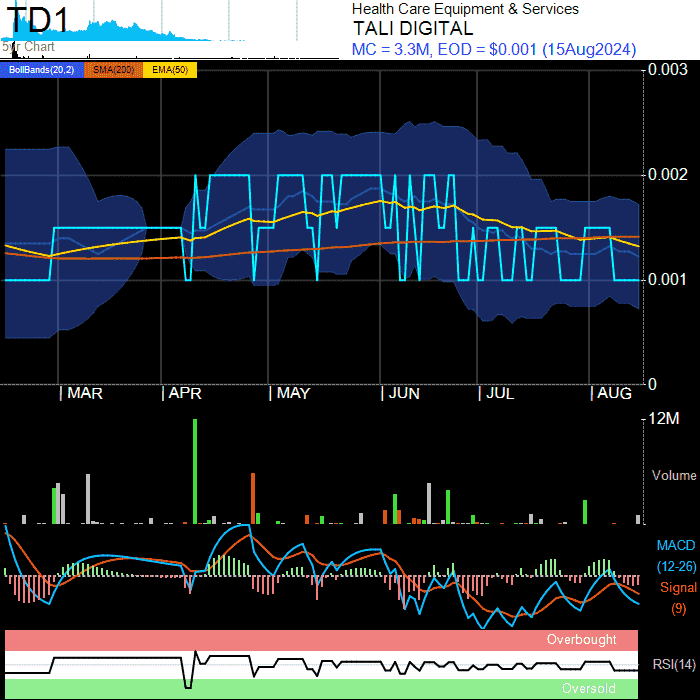 TD1
5yr Chart
Health Care Equipment & Services
TALI DIGITAL
MC = 3.3M, EOD = $0.001 (15Aug2024)
BollBands(20,2) SMA(200) EMA(50)
0.003
0.002
0.001
0
MAR APR MAY JUN JUL AUG
12M
Volume
MACD
(12-26)
Signal
(9)
Overbought
RSI(14)
Oversold